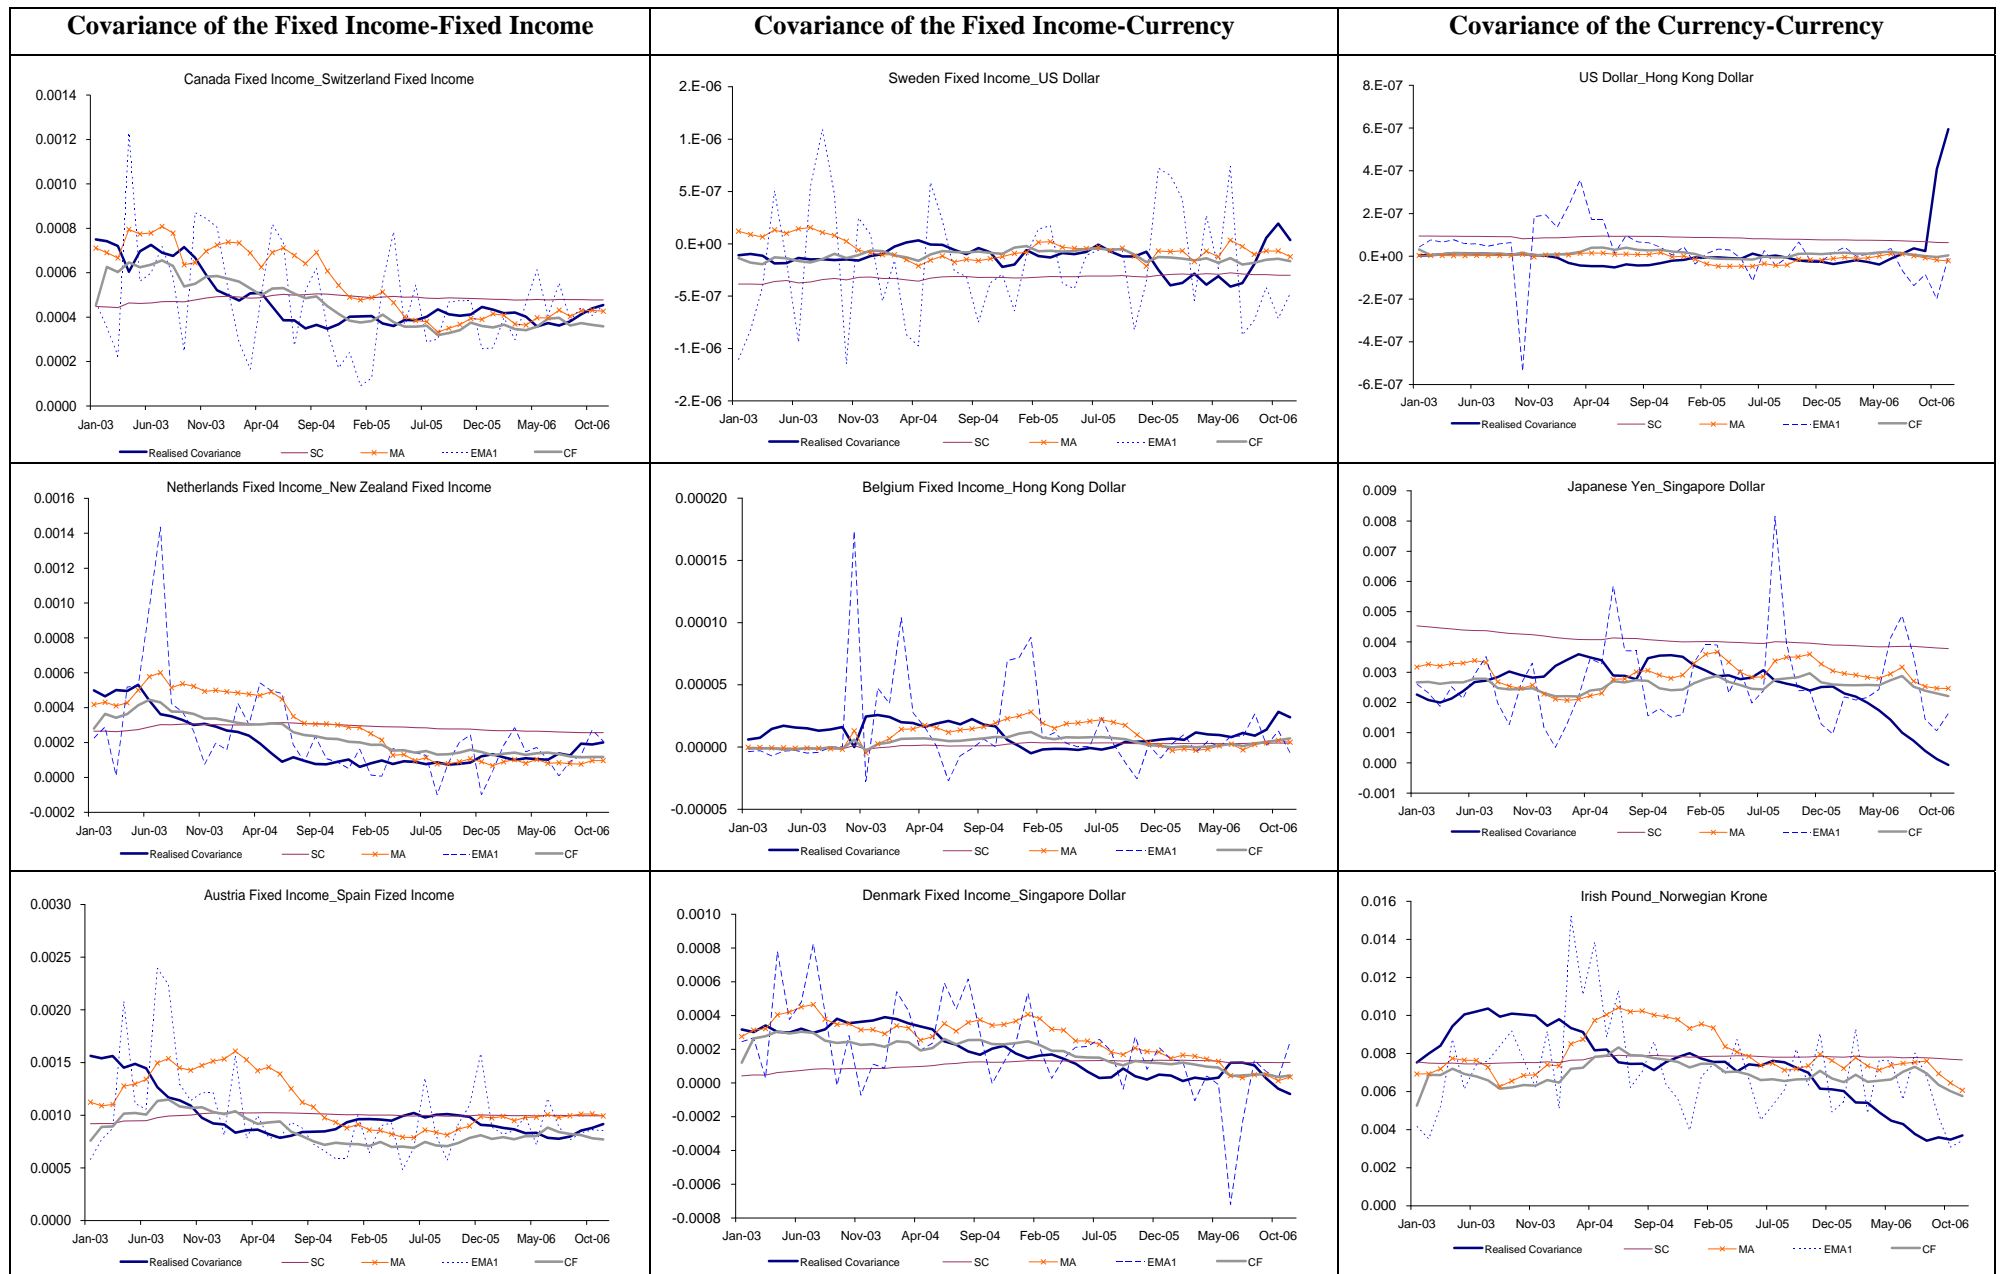 Covariance of the Fixed Income-Fixed Income
Covariance of the Fixed Income-Currency
Covariance of the Currency-Currency
Canada Fixed Income_Switzerland Fixed Income
0.0014
0.0012
0.0010
0.0008
0.0006
0.0004
0.0002
0.0000
Jan-03 Jun-03 Nov-03 Apr-04 Sep-04 Feb-05 Jul-05 Dec-05 May-06 Oct-06
Realised Covariance SC MA EMA1 CF
Sweden Fixed Income_US Dollar
2.E-06
1.E-06
5.E-07
0.E+00
-5.E-07
-1.E-06
-2.E-06
Jan-03 Jun-03 Nov-03 Apr-04 Sep-04 Feb-05 Jul-05 Dec-05 May-06 Oct-06
Realised Covariance SC MA EMA1 CF
US Dollar_Hong Kong Dollar
8.E-07
6.E-07
4.E-07
2.E-07
0.E+00
-2.E-07
-4.E-07
-6.E-07
Jan-03 Jun-03 Nov-03 Apr-04 Sep-04 Feb-05 Jul-05 Dec-05 May-06 Oct-06
Realised Covariance SC MA EMA1 CF
Netherlands Fixed Income_New Zealand Fixed Income
0.0016
0.0014
0.0012
0.0010
0.0008
0.0006
0.0004
0.0002
0.0000
-0.0002
Jan-03 Jun-03 Nov-03 Apr-04 Sep-04 Feb-05 Jul-05 Dec-05 May-06 Oct-06
Realised Covariance SC MA EMA1 CF
Belgium Fixed Income_Hong Kong Dollar
0.00020
0.00015
0.00010
0.00005
0.00000
-0.00005
Jan-03 Jun-03 Nov-03 Apr-04 Sep-04 Feb-05 Jul-05 Dec-05 May-06 Oct-06
Realised Covariance SC MA EMA1 CF
Japanese Yen_Singapore Dollar
0.009
0.008
0.007
0.006
0.005
0.004
0.003
0.002
0.001
0.000
-0.001
Jan-03 Jun-03 Nov-03 Apr-04 Sep-04 Feb-05 Jul-05 Dec-05 May-06 Oct-06
Realised Covariance SC MA EMA1 CF
Austria Fixed Income_Spain Fized Income
0.0030
0.0025
0.0020
0.0015
0.0010
0.0005
0.0000
Jan-03 Jun-03 Nov-03 Apr-04 Sep-04 Feb-05 Jul-05 Dec-05 May-06 Oct-06
Realised Covariance SC MA EMA1 CF
Denmark Fixed Income_Singapore Dollar
0.0010
0.0008
0.0006
0.0004
0.0002
0.0000
-0.0002
-0.0004
-0.0006
-0.0008
Jan-03 Jun-03 Nov-03 Apr-04 Sep-04 Feb-05 Jul-05 Dec-05 May-06 Oct-06
Realised Covariance SC MA EMA1 CF
Irish Pound_Norwegian Krone
0.016
0.014
0.012
0.010
0.008
0.006
0.004
0.002
0.000
Jan-03 Jun-03 Nov-03 Apr-04 Sep-04 Feb-05 Jul-05 Dec-05 May-06 Oct-06
Realised Covariance SC MA EMA1 CF